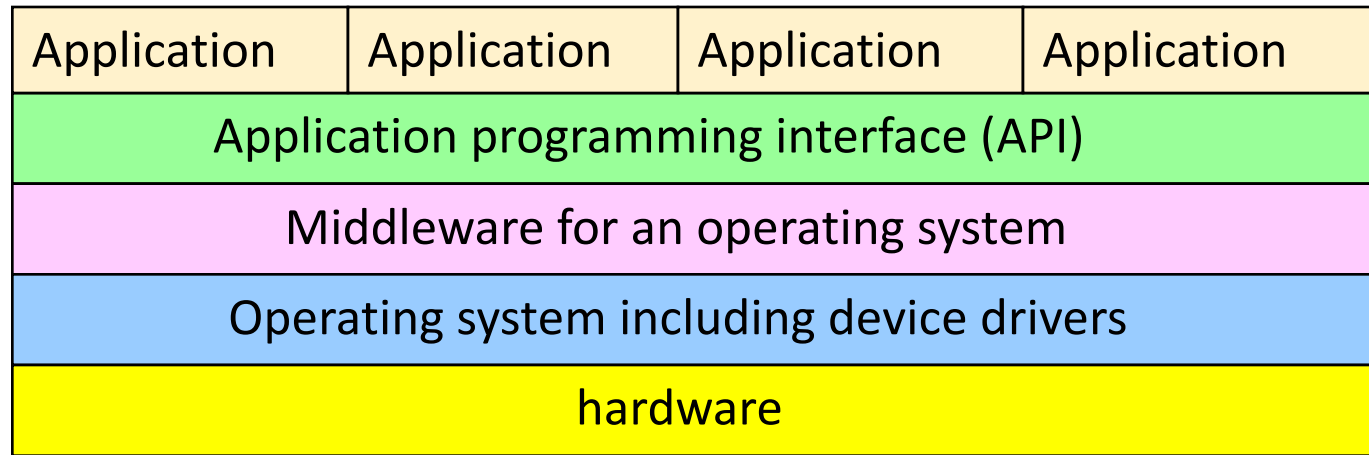 Application Application Application Application
Application programming interface (API)
Middleware for an operating system
Operating system including device drivers
hardware